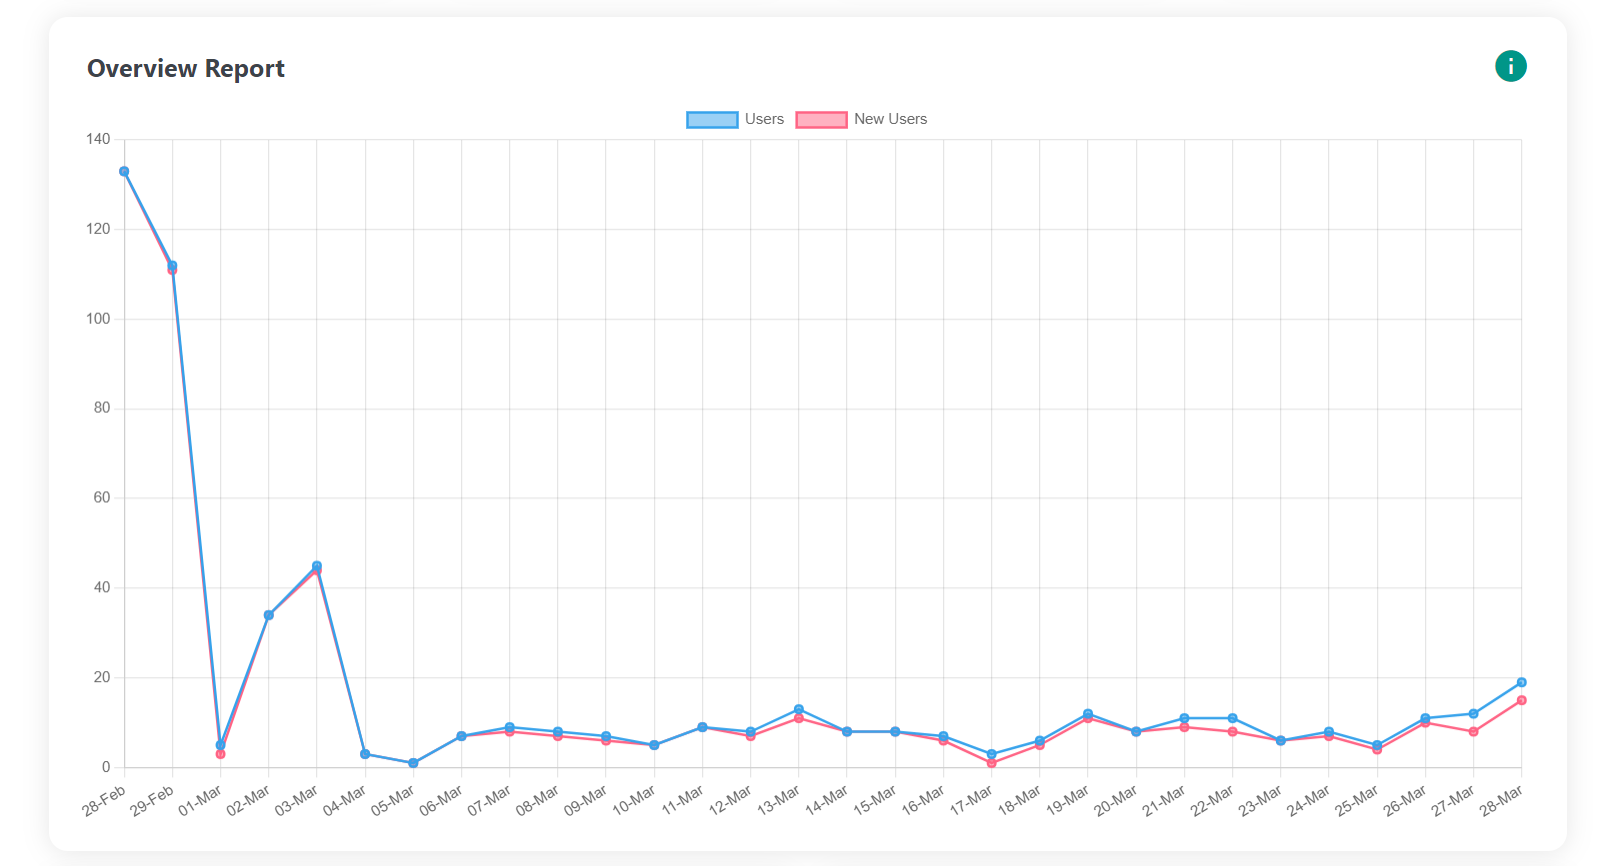 Overview Report
i
Users New Users
140
120
100
80
60
40
20
0
28-Feb 29-Feb 01-Mar 02-Mar 03-Mar 04-Mar 05-Mar 06-Mar 07-Mar 08-Mar 09-Mar 10-Mar 11-Mar 12-Mar 13-Mar 14-Mar 15-Mar 16-Mar 17-Mar 18-Mar 19-Mar 20-Mar 21-Mar 22-Mar 23-Mar 24-Mar 25-Mar 26-Mar 27-Mar 28-Mar